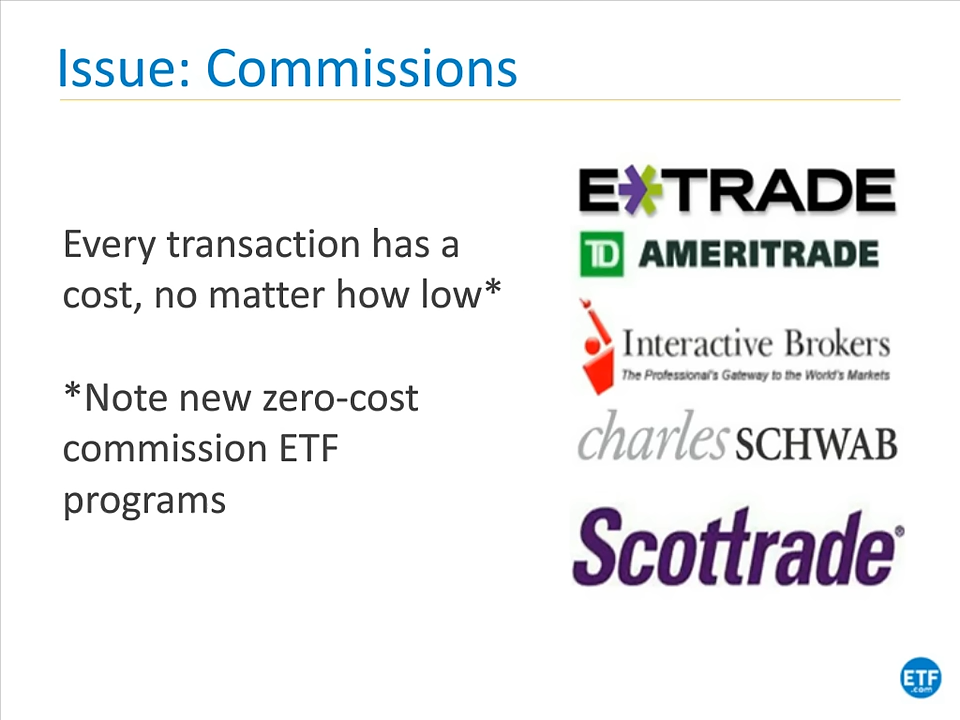 Issue: Commissions
Every transaction has a
cost, no matter how low*
*Note new zero-cost
commission ETF
programs
E*TRADE
TD AMERITRADE
Interactive Brokers
The Professional's Gateway to the World's Markets
charles SCHWAB
Scottrade®
ETF
.com